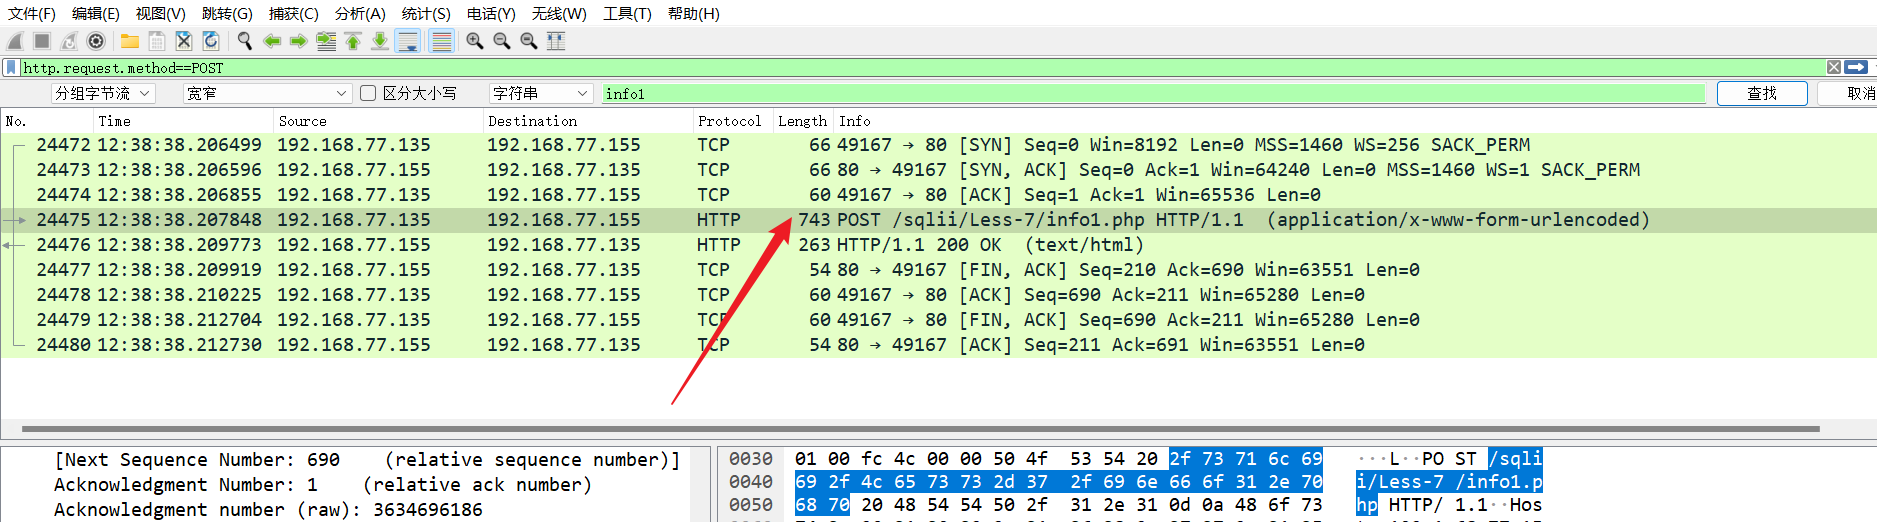 文件(F) 编辑(E) 视图(V) 跳转(G) 捕获(C) 分析(A) 统计(S) 电话(Y) 无线(W) 工具(T) 帮助(H)
http.request.method==POST
分组字节流 宽窄 区分大小写 字符串 info1 查找 取消
No. Time Source Destination Protocol Length Info
24472 12:38:38.206499 192.168.77.135 192.168.77.155 TCP 66 49167 → 80 [SYN] Seq=0 Win=8192 Len=0 MSS=1460 WS=256 SACK_PERM
24473 12:38:38.206596 192.168.77.155 192.168.77.135 TCP 66 80 → 49167 [SYN, ACK] Seq=0 Ack=1 Win=64240 Len=0 MSS=1460 WS=1 SACK_PERM
24474 12:38:38.206855 192.168.77.135 192.168.77.155 TCP 60 49167 → 80 [ACK] Seq=1 Ack=1 Win=65536 Len=0
24475 12:38:38.207848 192.168.77.135 192.168.77.155 HTTP 743 POST /sqlii/Less-7/info1.php HTTP/1.1 (application/x-www-form-urlencoded)
24476 12:38:38.209773 192.168.77.155 192.168.77.135 HTTP 263 HTTP/1.1 200 OK (text/html)
24477 12:38:38.209919 192.168.77.155 192.168.77.135 TCP 54 80 → 49167 [FIN, ACK] Seq=210 Ack=690 Win=63551 Len=0
24478 12:38:38.210225 192.168.77.135 192.168.77.155 TCP 60 49167 → 80 [ACK] Seq=690 Ack=211 Win=65280 Len=0
24479 12:38:38.212704 192.168.77.135 192.168.77.155 TCP 60 49167 → 80 [FIN, ACK] Seq=690 Ack=211 Win=65280 Len=0
24480 12:38:38.212730 192.168.77.155 192.168.77.135 TCP 54 80 → 49167 [ACK] Seq=211 Ack=691 Win=63551 Len=0
[Next Sequence Number: 690 (relative sequence number)]
Acknowledgment Number: 1 (relative ack number)
Acknowledgment number (raw): 3634696186
0030 01 00 fc 4c 00 00 50 4f 53 54 20 2f 73 71 6c 69 ···L··PO ST /sqli
0040 69 2f 4c 65 73 73 2d 37 2f 69 6e 66 6f 31 2e 70 i/Less-7 /info1.p
0050 68 70 20 48 54 54 50 2f 31 2e 31 0d 0a 48 6f 73 hp HTTP/ 1.1··Hos